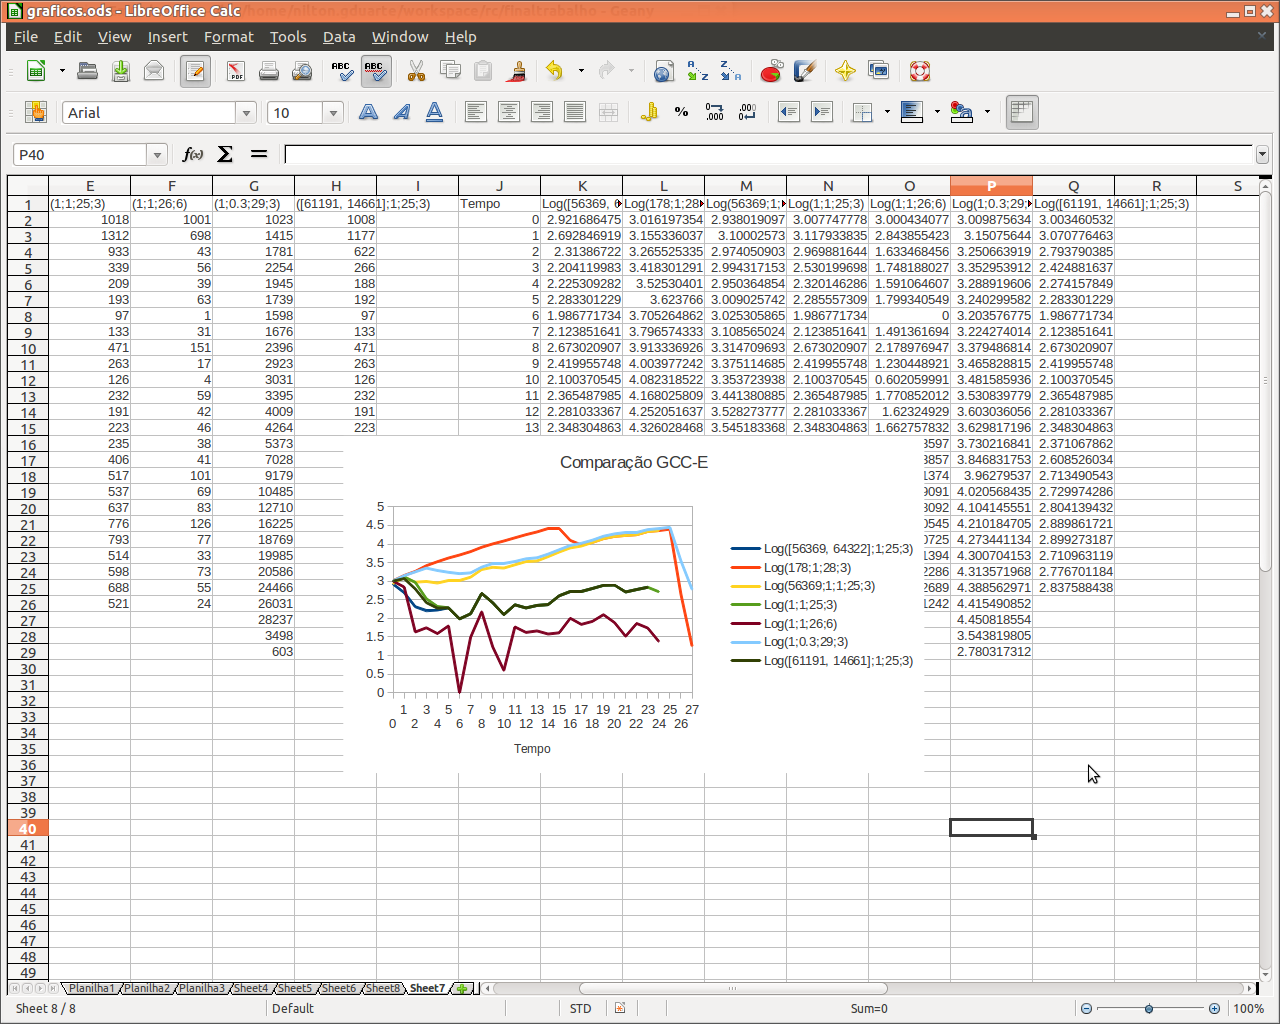 graficos.ods - LibreOffice Calc
File Edit View Insert Format Tools Data Window Help
Arial 10
P40
E F G H I J K L M N O P Q R S
1 (1;1;25;3) (1;1;26;6) (1;0.3;29;3) ([61191, 14661];1;25;3) Tempo Log([56369, Log(178;1;28; Log(56369;1; Log(1;1;25;3) Log(1;1;26;6) Log(1;0.3;29; Log([61191, 14661];1;25;3)
2 1018 1001 1023 1008 0 2.921686475 3.016197354 2.938019097 3.007747778 3.000434077 3.009875634 3.003460532
3 1312 698 1415 1177 1 2.692846919 3.155336037 3.10002573 3.117933835 2.843855423 3.15075644 3.070776463
4 933 43 1781 622 2 2.31386722 3.265525335 2.974050903 2.969881644 1.633468456 3.250663919 2.793790385
5 339 56 2254 266 3 2.204119983 3.418301291 2.994317153 2.530199698 1.748188027 3.352953912 2.424881637
6 209 39 1945 188 4 2.225309282 3.52530401 2.950364854 2.320146286 1.591064607 3.288919606 2.274157849
7 193 63 1739 192 5 2.283301229 3.623766 3.009025742 2.285557309 1.799340549 3.240299582 2.283301229
8 97 1 1598 97 6 1.986771734 3.705264862 3.025305865 1.986771734 0 3.203576775 1.986771734
9 133 31 1676 133 7 2.123851641 3.796574333 3.108565024 2.123851641 1.491361694 3.224274014 2.123851641
10 471 151 2396 471 8 2.673020907 3.913336926 3.314709693 2.673020907 2.178976947 3.379486814 2.673020907
11 263 17 2923 263 9 2.419955748 4.003977242 3.375114685 2.419955748 1.230448921 3.465828815 2.419955748
12 126 4 3031 126 10 2.100370545 4.082318522 3.353723938 2.100370545 0.602059991 3.481585936 2.100370545
13 232 59 3395 232 11 2.365487985 4.168025809 3.441380885 2.365487985 1.770852012 3.530839779 2.365487985
14 191 42 4009 191 12 2.281033367 4.252051637 3.528273777 2.281033367 1.62324929 3.603036056 2.281033367
15 223 46 4264 223 13 2.348304863 4.326028468 3.545183368 2.348304863 1.662757832 3.629817196 2.348304863
16 235 38 5373 3597 3.730216841 2.371067862
17 406 41 7028 3857 3.846831753 2.608526034
18 517 101 9179 1374 3.96279537 2.713490543
19 537 69 10485 9091 4.020568435 2.729974286
20 637 83 12710 3092 4.104145551 2.804139432
21 776 126 16225 0545 4.210184705 2.889861721
22 793 77 18769 0725 4.273441134 2.899273187
23 514 33 19985 1394 4.300704153 2.710963119
24 598 73 20586 2286 4.313571968 2.776701184
25 688 55 24466 2689 4.388562971 2.837588438
26 521 24 26031 1242 4.415490852
27 28237 4.450818554
28 3498 3.543819805
29 603 2.780317312
30
31
32
33
34
35
36
37
38
39
40
41
42
43
44
45
46
47
48
49
Comparação GCC-E
5
4.5
4
3.5
3
2.5
2
1.5
1
0.5
0
1 3 5 7 9 11 13 15 17 19 21 23 25 27
0 2 4 6 8 10 12 14 16 18 20 22 24 26
Tempo
Log([56369, 64322];1;25;3)
Log(178;1;28;3)
Log(56369;1;1;25;3)
Log(1;1;25;3)
Log(1;1;26;6)
Log(1;0.3;29;3)
Log([61191, 14661];1;25;3)
Planilha1 Planilha2 Planilha3 Sheet4 Sheet5 Sheet6 Sheet8 Sheet7
Sheet 8 / 8 Default STD Sum=0 100%